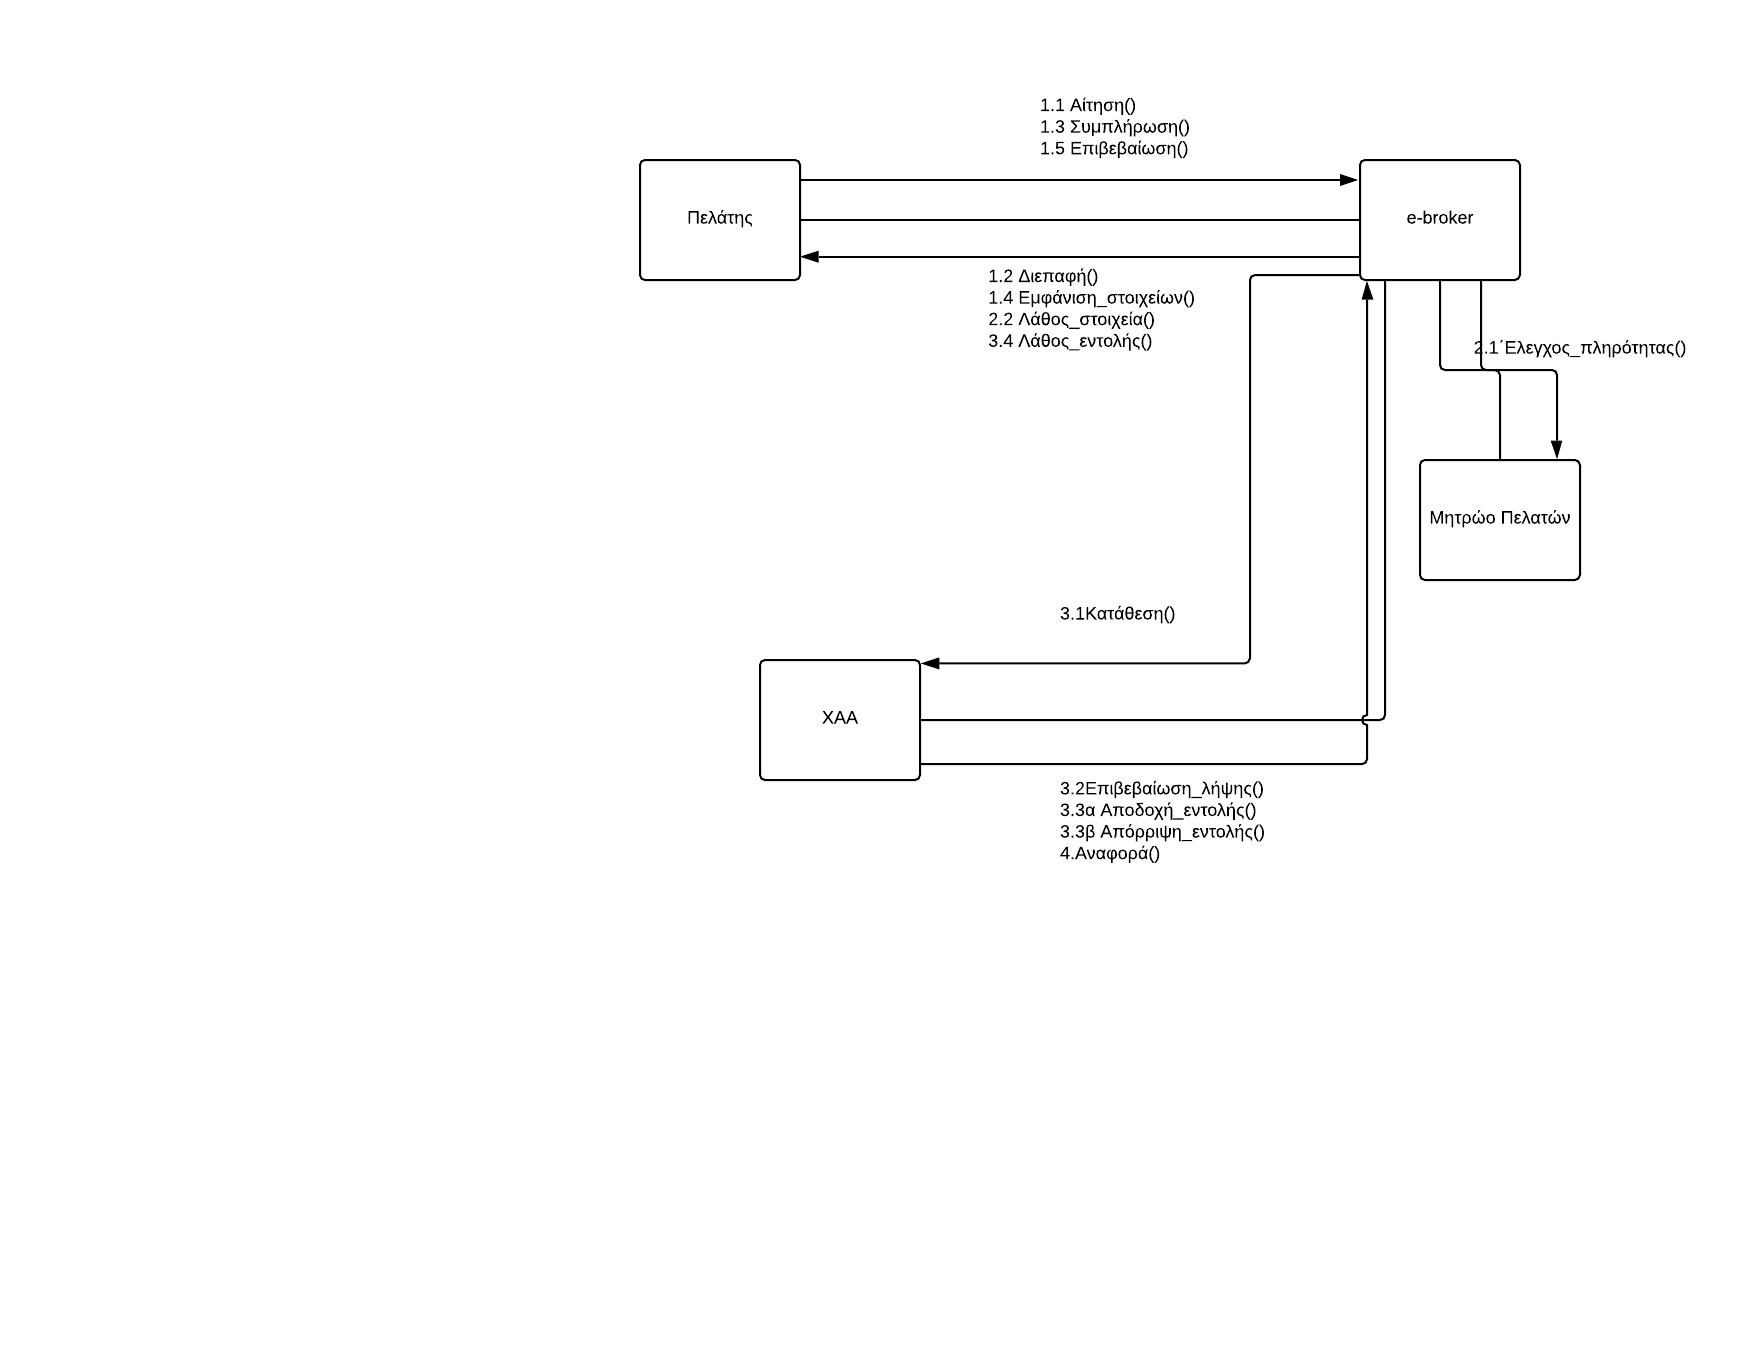 1.1 Αίτηση()
1.3 Συμπλήρωση()
1.5 Επιβεβαίωση()
Πελάτης
e-broker
1.2 Διεπαφή()
1.4 Εμφάνιση_στοιχείων()
2.2 Λάθος_στοιχεία()
3.4 Λάθος_εντολής()
2.1΄Ελεγχος_πληρότητας()
Μητρώο Πελατών
3.1Κατάθεση()
ΧΑΑ
3.2Επιβεβαίωση_λήψης()
3.3α Αποδοχή_εντολής()
3.3β Απόρριψη_εντολής()
4.Αναφορά()